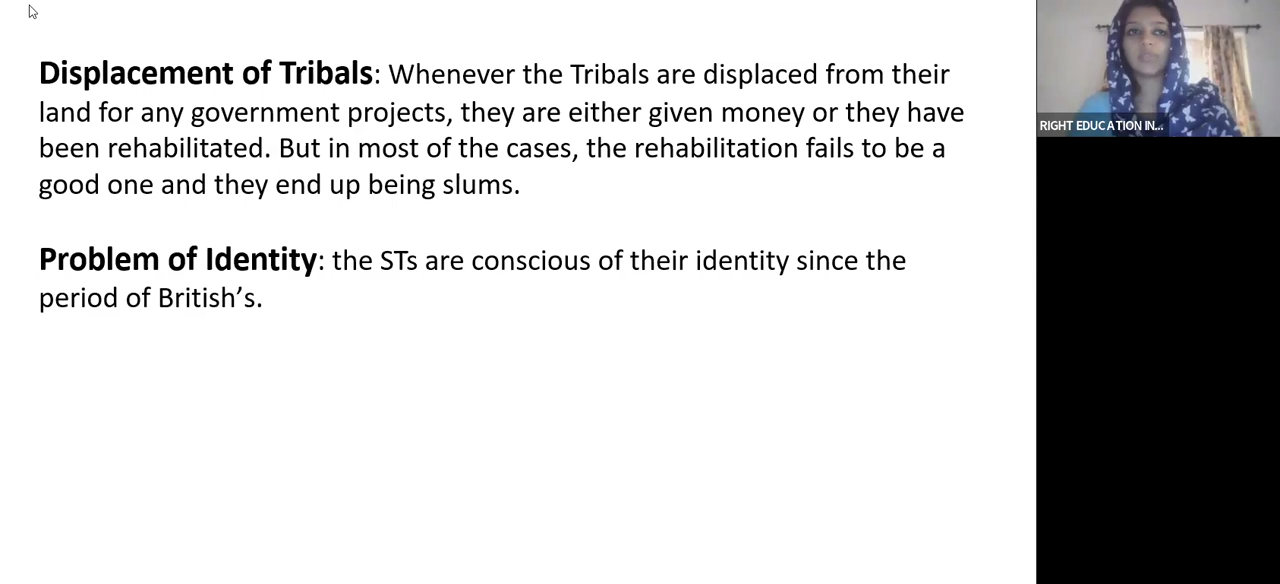 Displacement of Tribals: Whenever the Tribals are displaced from their
land for any government projects, they are either given money or they have
been rehabilitated. But in most of the cases, the rehabilitation fails to be a
good one and they end up being slums.
Problem of Identity: the STs are conscious of their identity since the
period of British’s.
RIGHT EDUCATION IN...